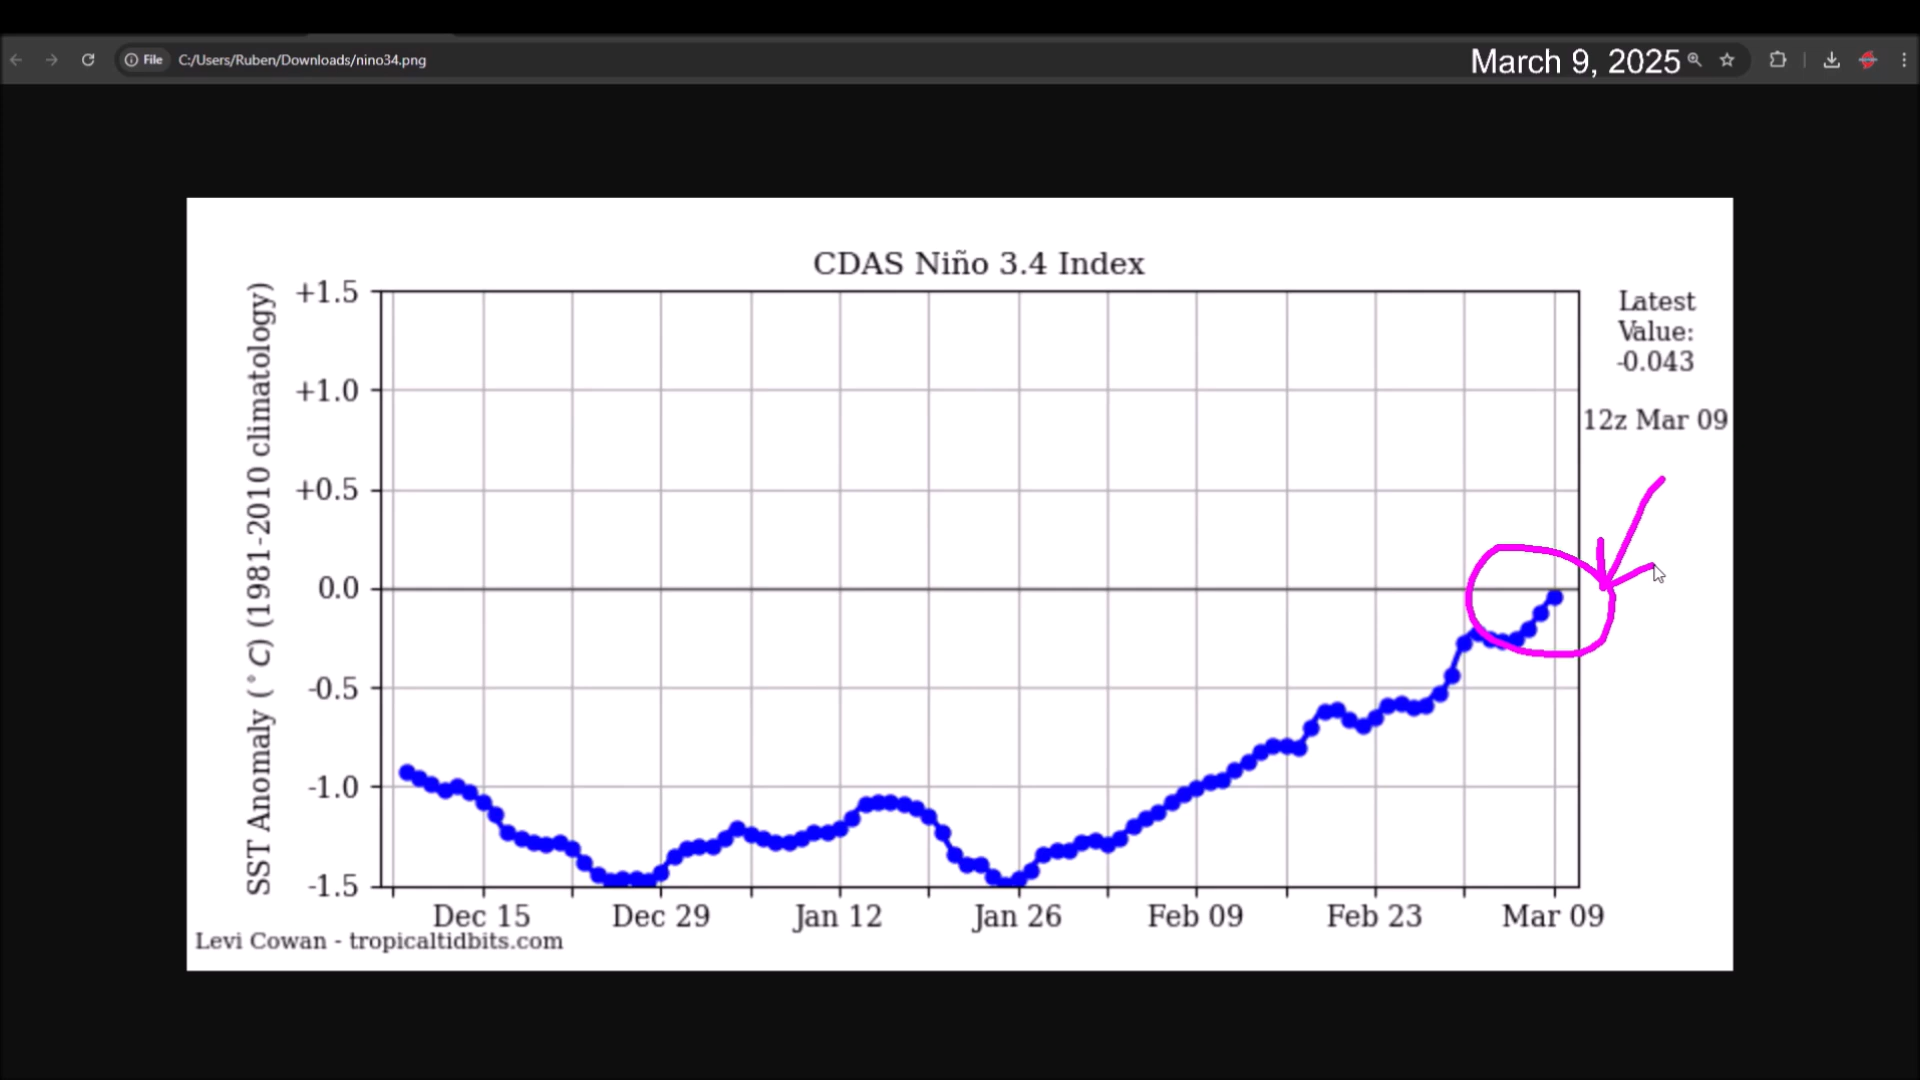 File C:/Users/Ruben/Downloads/nino34.png March 9, 2025
CDAS Niño 3.4 Index
SST Anomaly (°C) (1981-2010 climatology)
+1.5
+1.0
+0.5
0.0
-0.5
-1.0
-1.5
Dec 15 Dec 29 Jan 12 Jan 26 Feb 09 Feb 23 Mar 09
Latest
Value:
-0.043
12z Mar 09
Levi Cowan - tropicaltidbits.com